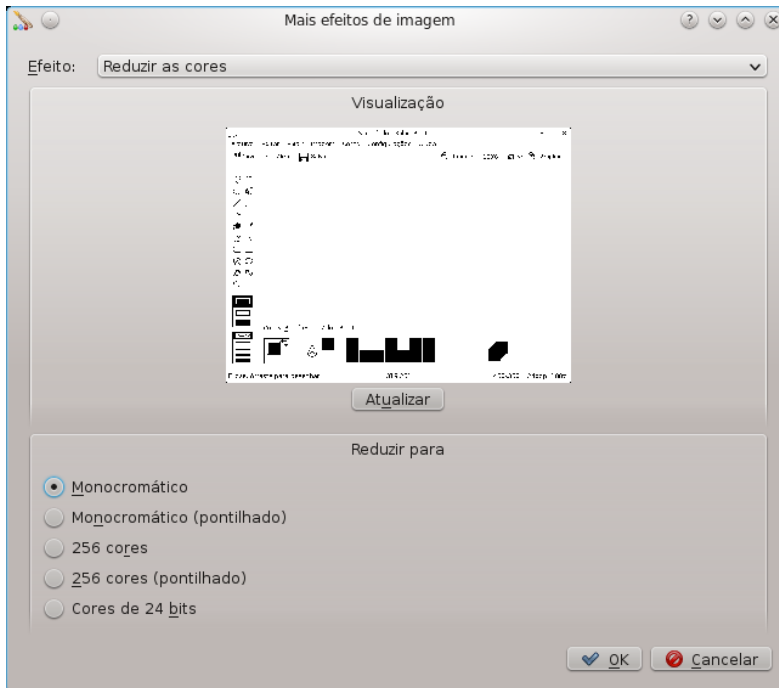 Mais efeitos de imagem
Efeito: Reduzir as cores
Visualização
Atualizar
Reduzir para
Monocromático
Monocromático (pontilhado)
256 cores
256 cores (pontilhado)
Cores de 24 bits
OK Cancelar